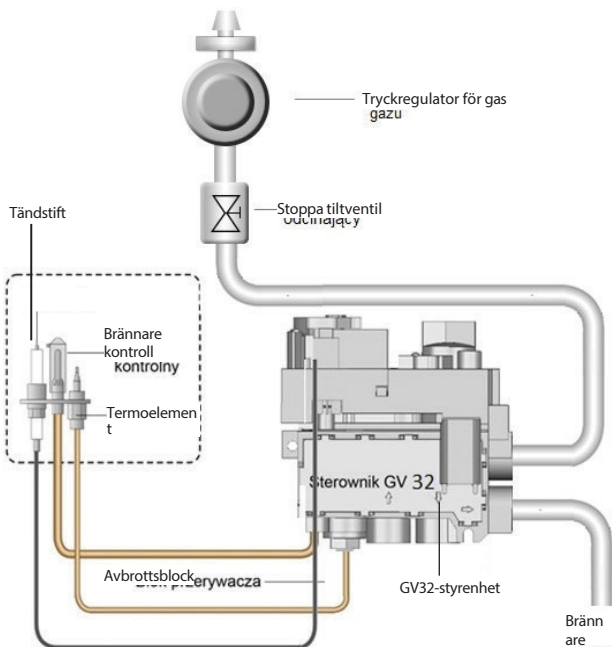 Tryckregulator för gas
gazu
Stoppa tiltventil
odcinający
Tändstift
Brännare
kontroll
kontrolny
Termoelemen
t
Sterownik GV 32
Avbrottsblock
przerywacza
GV32-styrenhet
Bränn
are